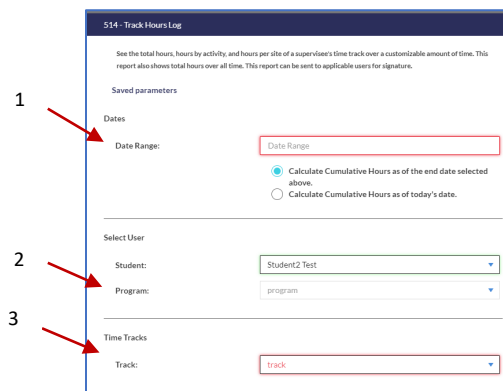 514 - Track Hours Log
See the total hours, hours by activity, and hours per site of a supervisee's time track over a customizable amount of time. This
report also shows total hours over all time. This report can be sent to applicable users for signature.
Saved parameters
1
Dates
Date Range: Date Range
Calculate Cumulative Hours as of the end date selected
above.
Calculate Cumulative Hours as of today's date.
Select User
2
Student: Student2 Test
Program: program
3
Time Tracks
Track: track